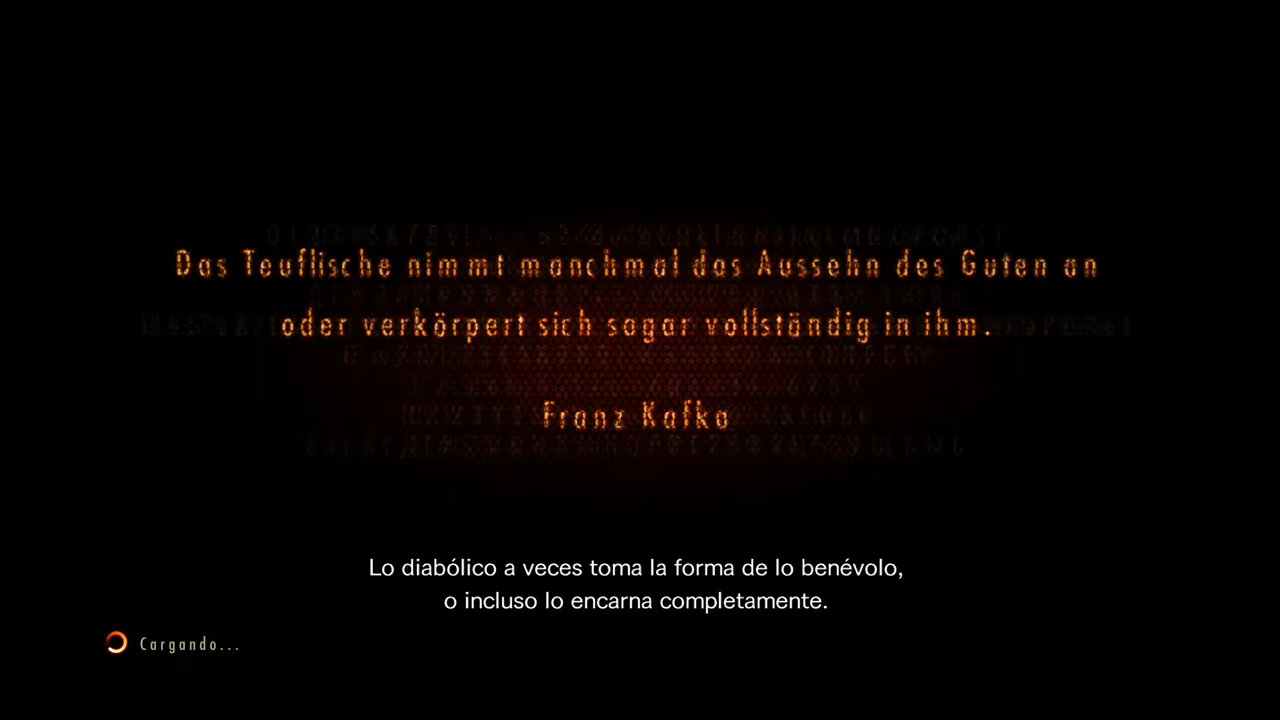 Das Teuflische nimmt manchmal das Aussehn des Guten an
oder verkörpert sich sogar vollständig in ihm.
Franz Kafka
Lo diabólico a veces toma la forma de lo benévolo,
o incluso lo encarna completamente.
Cargando...